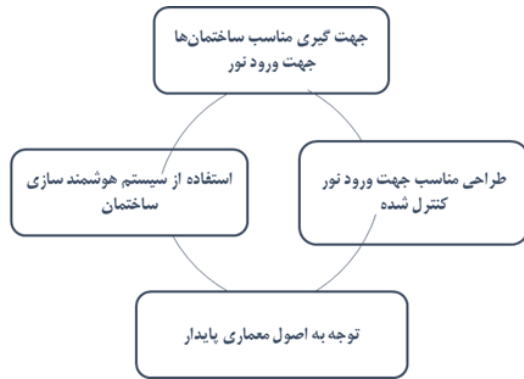 جهت گیری مناسب ساختمان‌ها
جهت ورود نور
طراحی مناسب جهت ورود نور
کنترل شده
توجه به اصول معماری پایدار
استفاده از سیستم هوشمند سازی
ساختمان